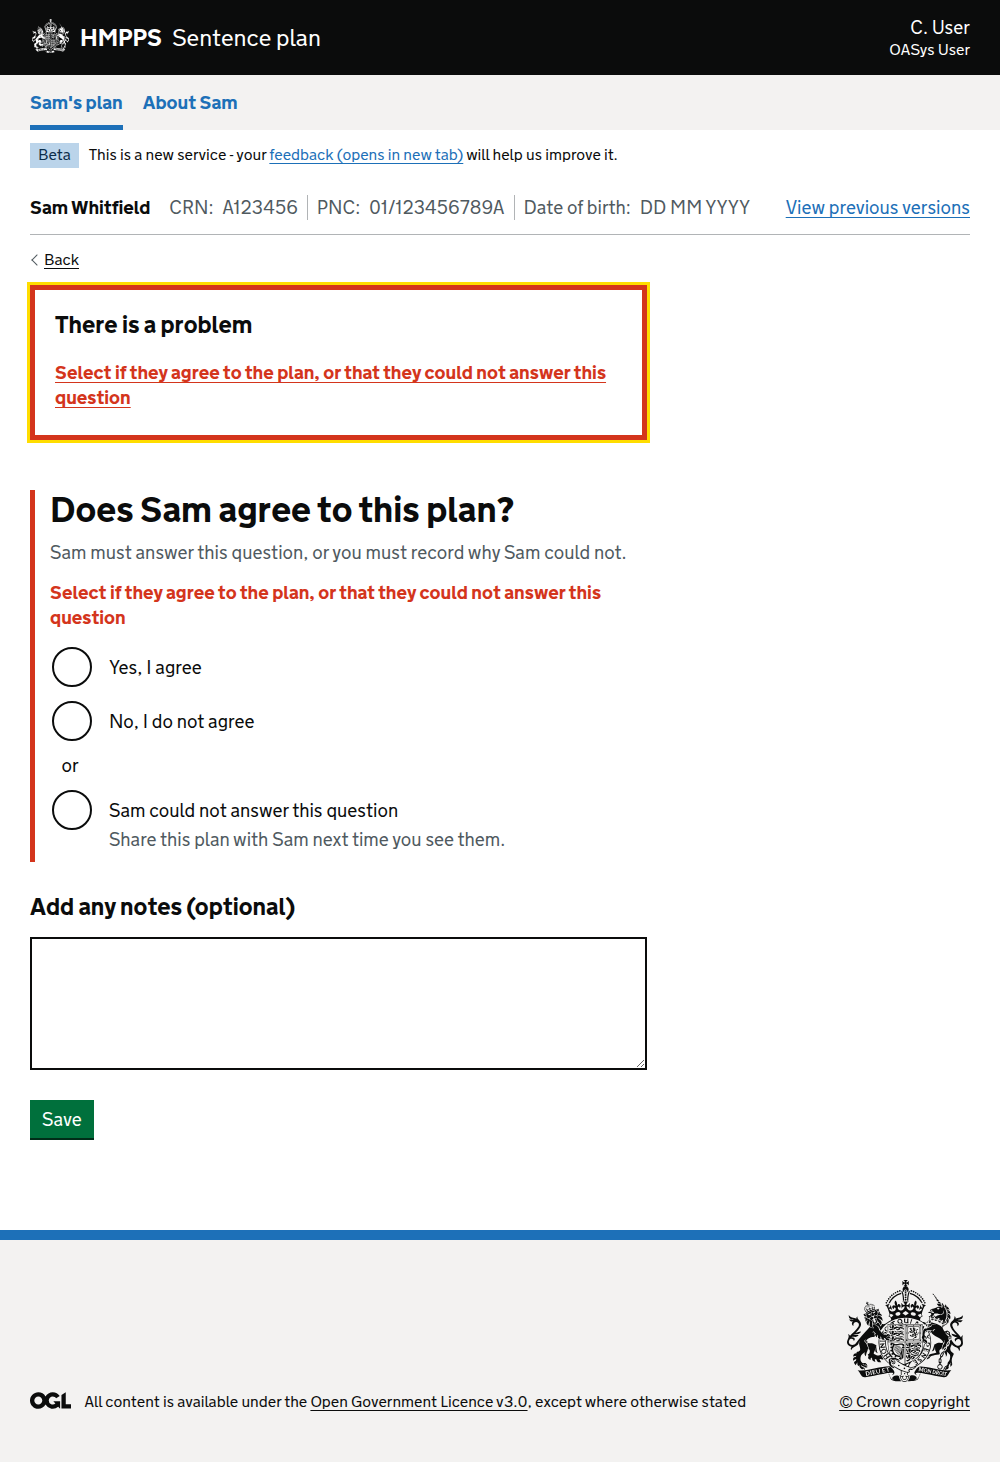 HMPPS Sentence plan
C. User
OASys User
Sam's plan About Sam
Beta This is a new service - your feedback (opens in new tab) will help us improve it.
Sam Whitfield CRN: A123456 PNC: 01/123456789A Date of birth: DD MM YYYY View previous versions
Back
There is a problem
Select if they agree to the plan, or that they could not answer this
question
Does Sam agree to this plan?
Sam must answer this question, or you must record why Sam could not.
Select if they agree to the plan, or that they could not answer this
question
Yes, I agree
No, I do not agree
or
Sam could not answer this question
Share this plan with Sam next time you see them.
Add any notes (optional)
Save
OGL All content is available under the Open Government Licence v3.0, except where otherwise stated
© Crown copyright